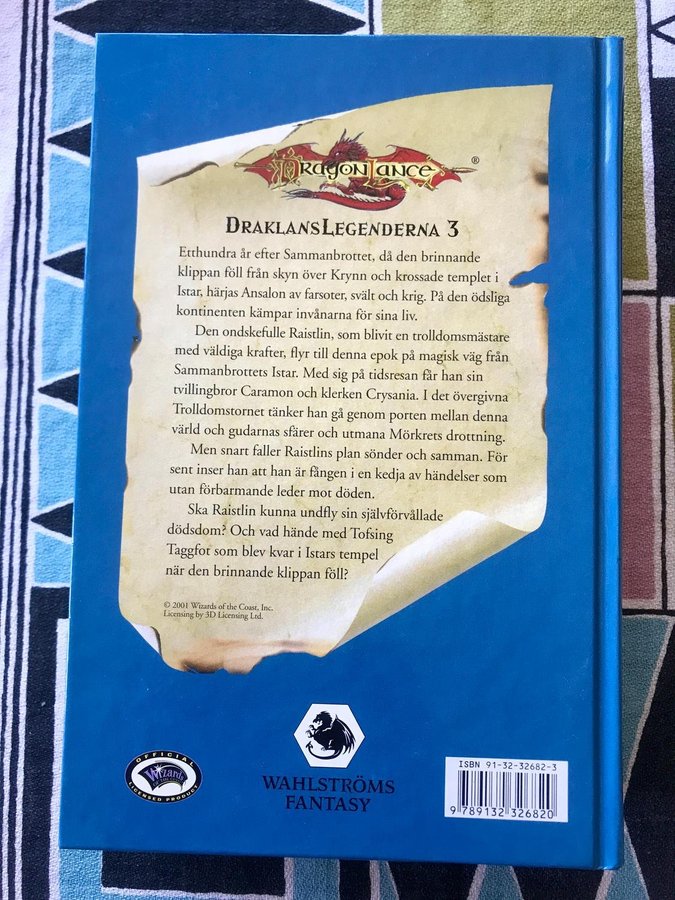 DragonLance ®
DraklansLegenderna 3
Etthundra år efter Sammanbrottet, då den brinnande
klippan föll från skyn över Krynn och krossade templet i
Istar, härjas Ansalon av farsoter, svält och krig. På den ödsliga
kontinenten kämpar invånarna för sina liv.
Den ondskefulle Raistlin, som blivit en trolldomsmästare
med väldiga krafter, flyr till denna epok på magisk väg från
Sammanbrottets Istar. Med sig på tidsresan får han sin
tvillingbror Caramon och klerken Crysania. I det övergivna
Trolldomstornet tänker han gå genom porten mellan denna
värld och gudarnas sfärer och utmana Mörkrets drottning.
Men snart faller Raistlins plan sönder och samman. För
sent inser han att han är fången i en kedja av händelser som
utan förbarmande leder mot döden.
Ska Raistlin kunna undfly sin självförvållade
dödsdom? Och vad hände med Tofsing
Taggfot som blev kvar i Istars tempel
när den brinnande klippan föll?
© 2001 Wizards of the Coast, Inc.
Licensing by 3D Licensing Ltd.
OFFICIAL
Wizards
LICENSED PRODUCT
WAHLSTRÖMS
FANTASY
ISBN 91-32-32682-3
9 789132 326820